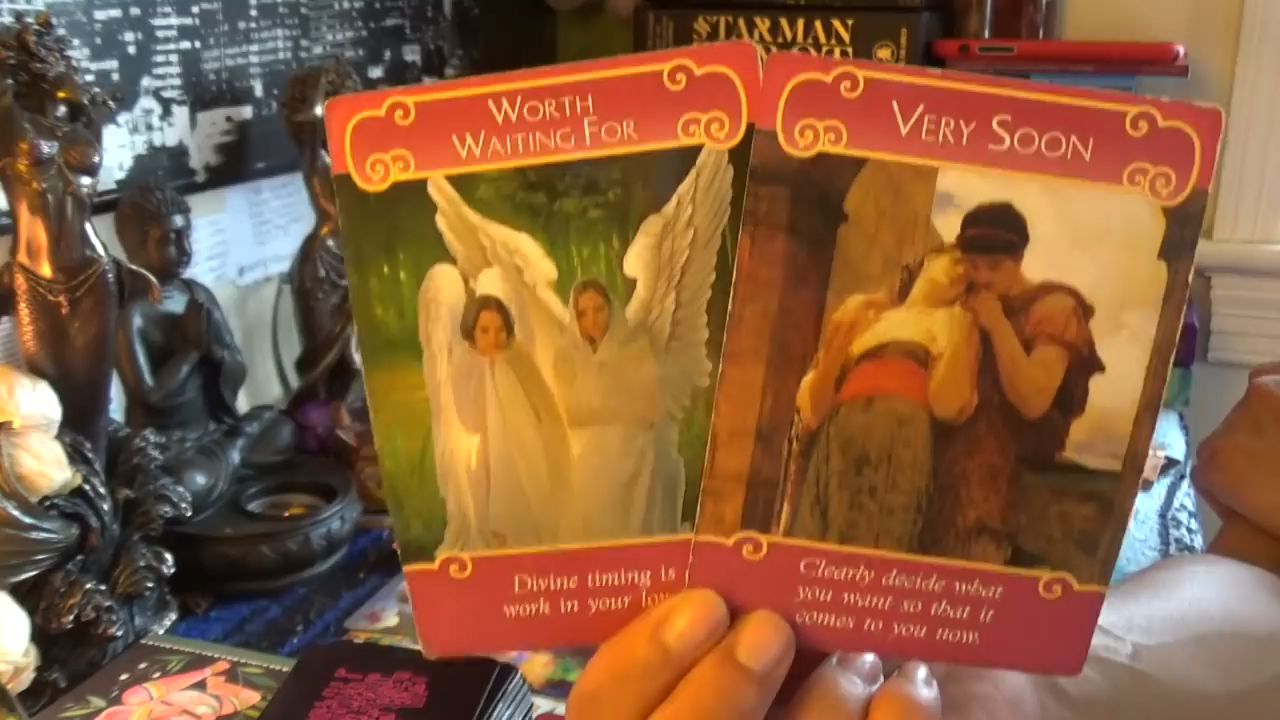 STARMAN
WORTH
WAITING FOR
VERY SOON
Divine timing is
work in your
Clearly decide what
you want so that it
comes to you now.